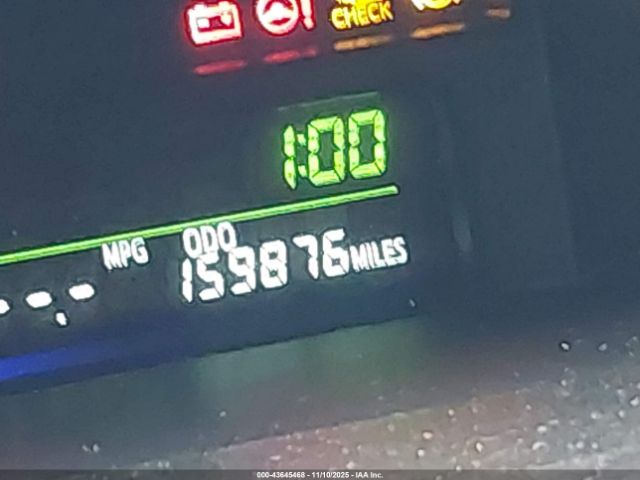 CHECK
1:00
MPG ODO
--.- 159876 MILES
000-43645468 - 11/10/2025 - IAA Inc.